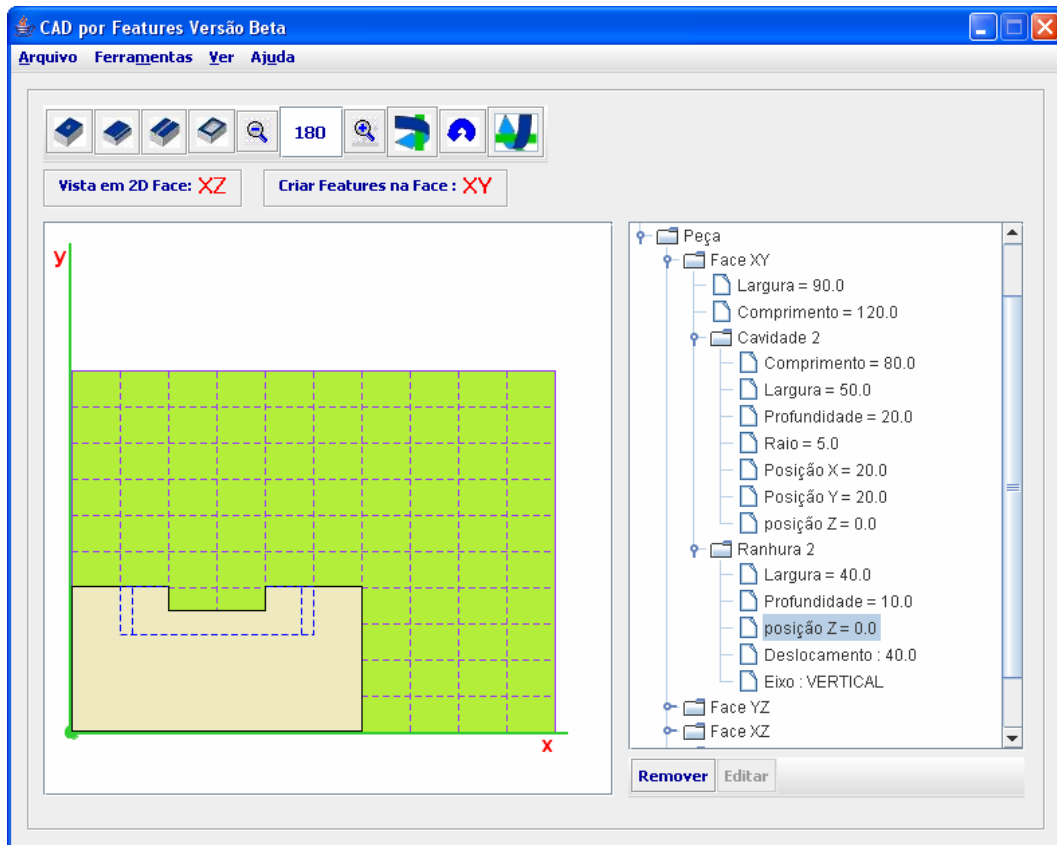 CAD por Features Versão Beta
Arquivo Ferramentas Ver Ajuda
180
Vista em 2D Face: XZ
Criar Features na Face : XY
y
x
Peça
Face XY
Largura = 90.0
Comprimento = 120.0
Cavidade 2
Comprimento = 80.0
Largura = 50.0
Profundidade = 20.0
Raio = 5.0
Posição X = 20.0
Posição Y = 20.0
posição Z = 0.0
Ranhura 2
Largura = 40.0
Profundidade = 10.0
posição Z = 0.0
Deslocamento : 40.0
Eixo : VERTICAL
Face YZ
Face XZ
Remover Editar